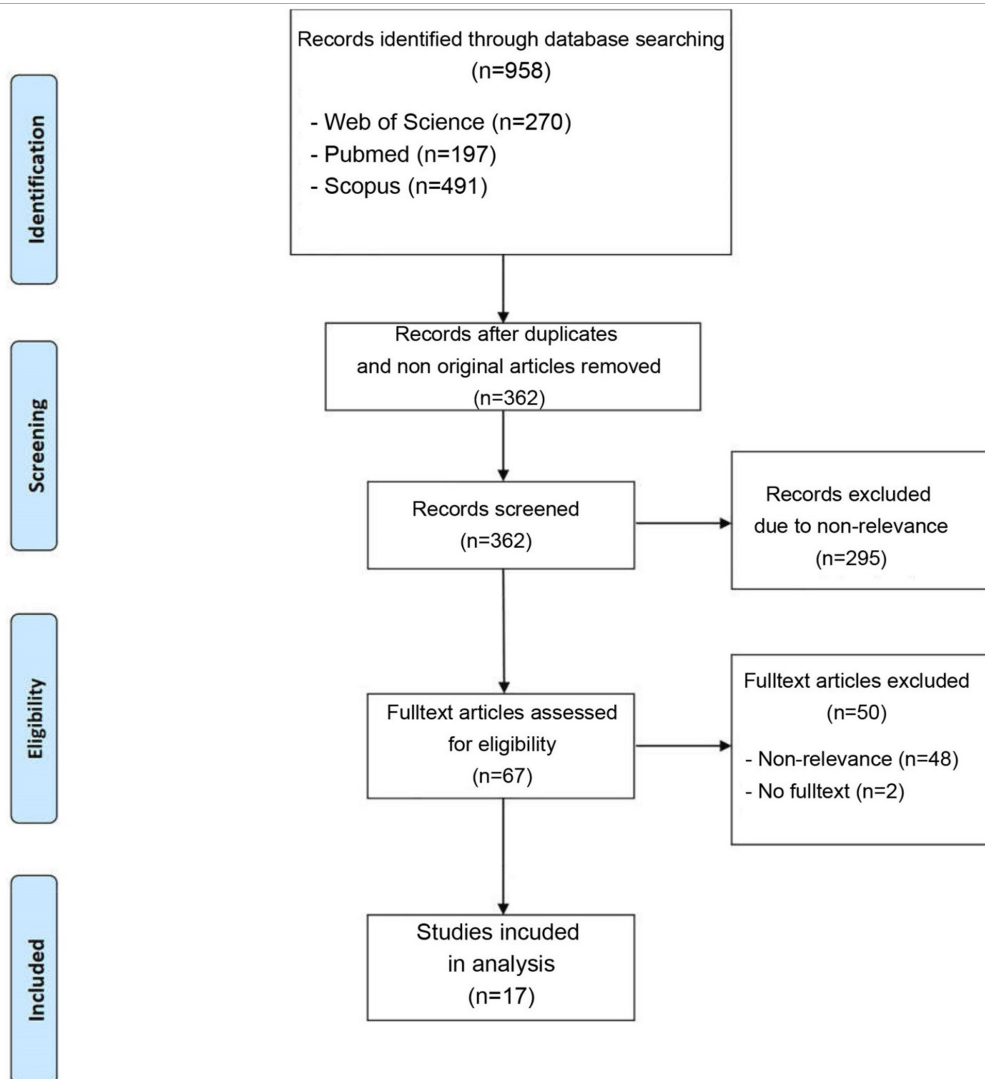 Identification
Records identified through database searching
(n=958)
- Web of Science (n=270)
- Pubmed (n=197)
- Scopus (n=491)
Screening
Records after duplicates
and non original articles removed
(n=362)
Records screened
(n=362)
Records excluded
due to non-relevance
(n=295)
Eligibility
Fulltext articles assessed
for eligibility
(n=67)
Fulltext articles excluded
(n=50)
- Non-relevance (n=48)
- No fulltext (n=2)
Included
Studies incuded
in analysis
(n=17)